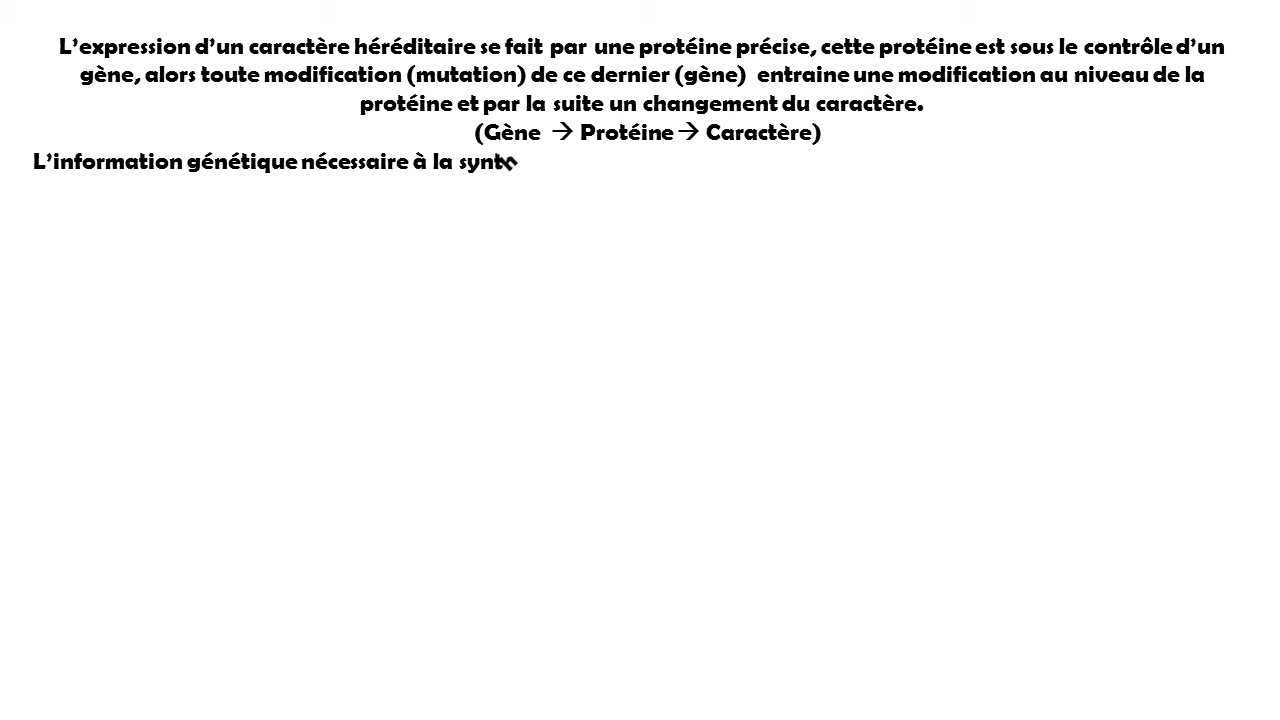 L’expression d’un caractère héréditaire se fait par une protéine précise, cette protéine est sous le contrôle d’un
gène, alors toute modification (mutation) de ce dernier (gène) entraine une modification au niveau de la
protéine et par la suite un changement du caractère.
(Gène → Protéine → Caractère)
L’information génétique nécessaire à la